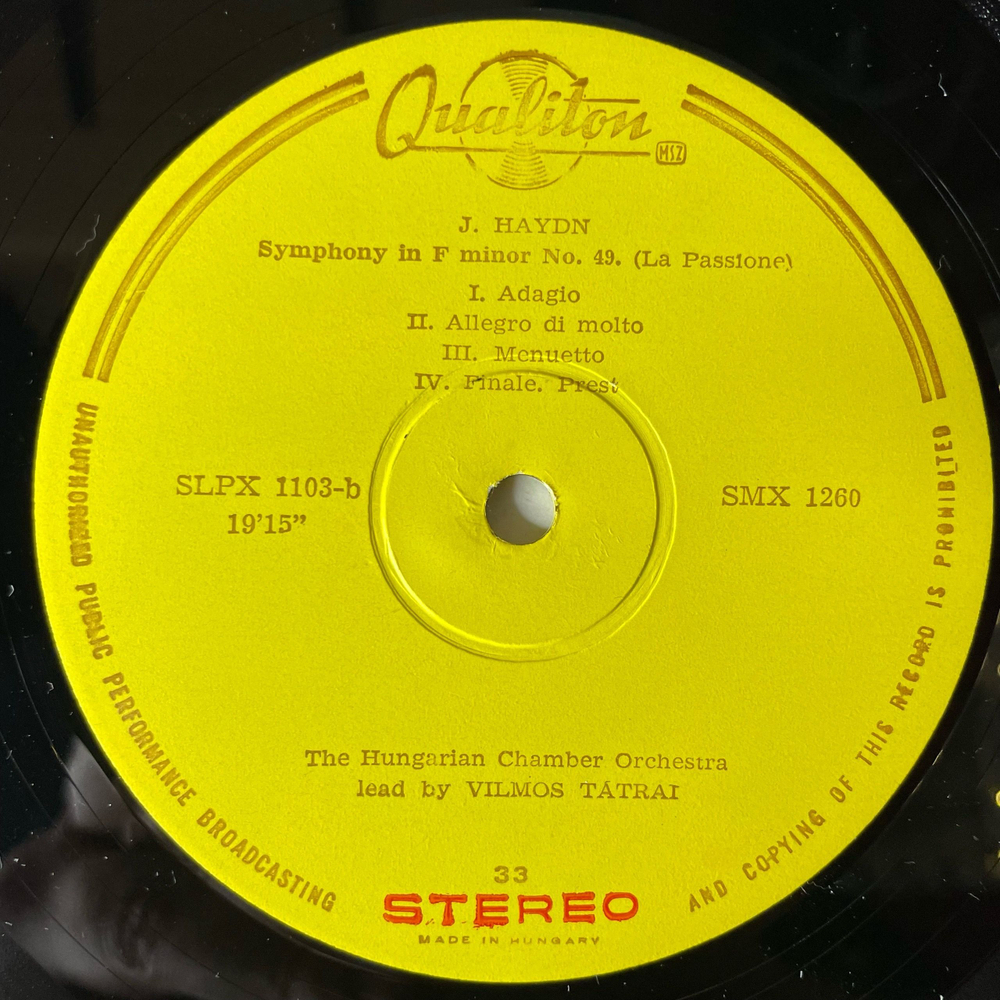 Qualiton
MSZ
J. HAYDN
Symphony in F minor No. 49. (La Passione)
I. Adagio
II. Allegro di molto
III. Menuetto
IV. Finale. Prest
SLPX 1103-b
19'15”
SMX 1260
The Hungarian Chamber Orchestra
lead by VILMOS TÁTRAI
33
STEREO
MADE IN HUNGARY
UNAUTHORISED PUBLIC PERFORMANCE BROADCASTING AND COPYING OF THIS RECORD IS PROHIBITED